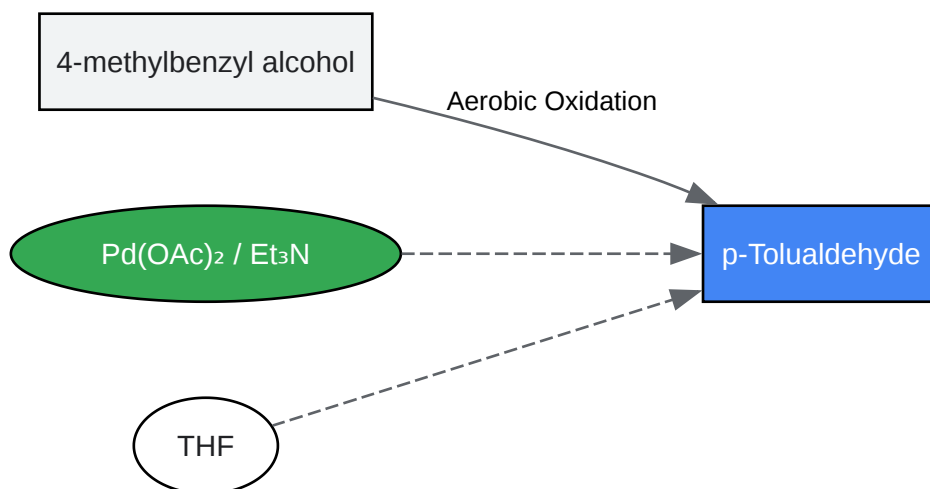 4-methylbenzyl alcohol
Aerobic Oxidation
Pd(OAc)₂ / Et₃N
p-Tolualdehyde
THF